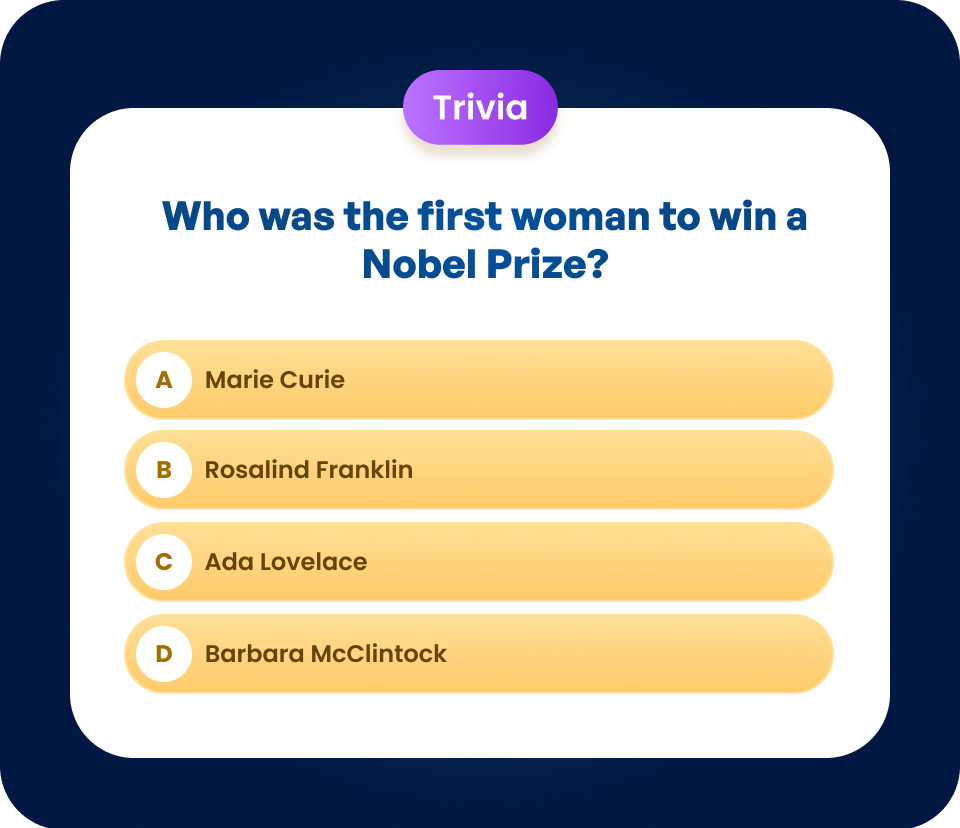 Trivia
Who was the first woman to win a
Nobel Prize?
A Marie Curie
B Rosalind Franklin
C Ada Lovelace
D Barbara McClintock